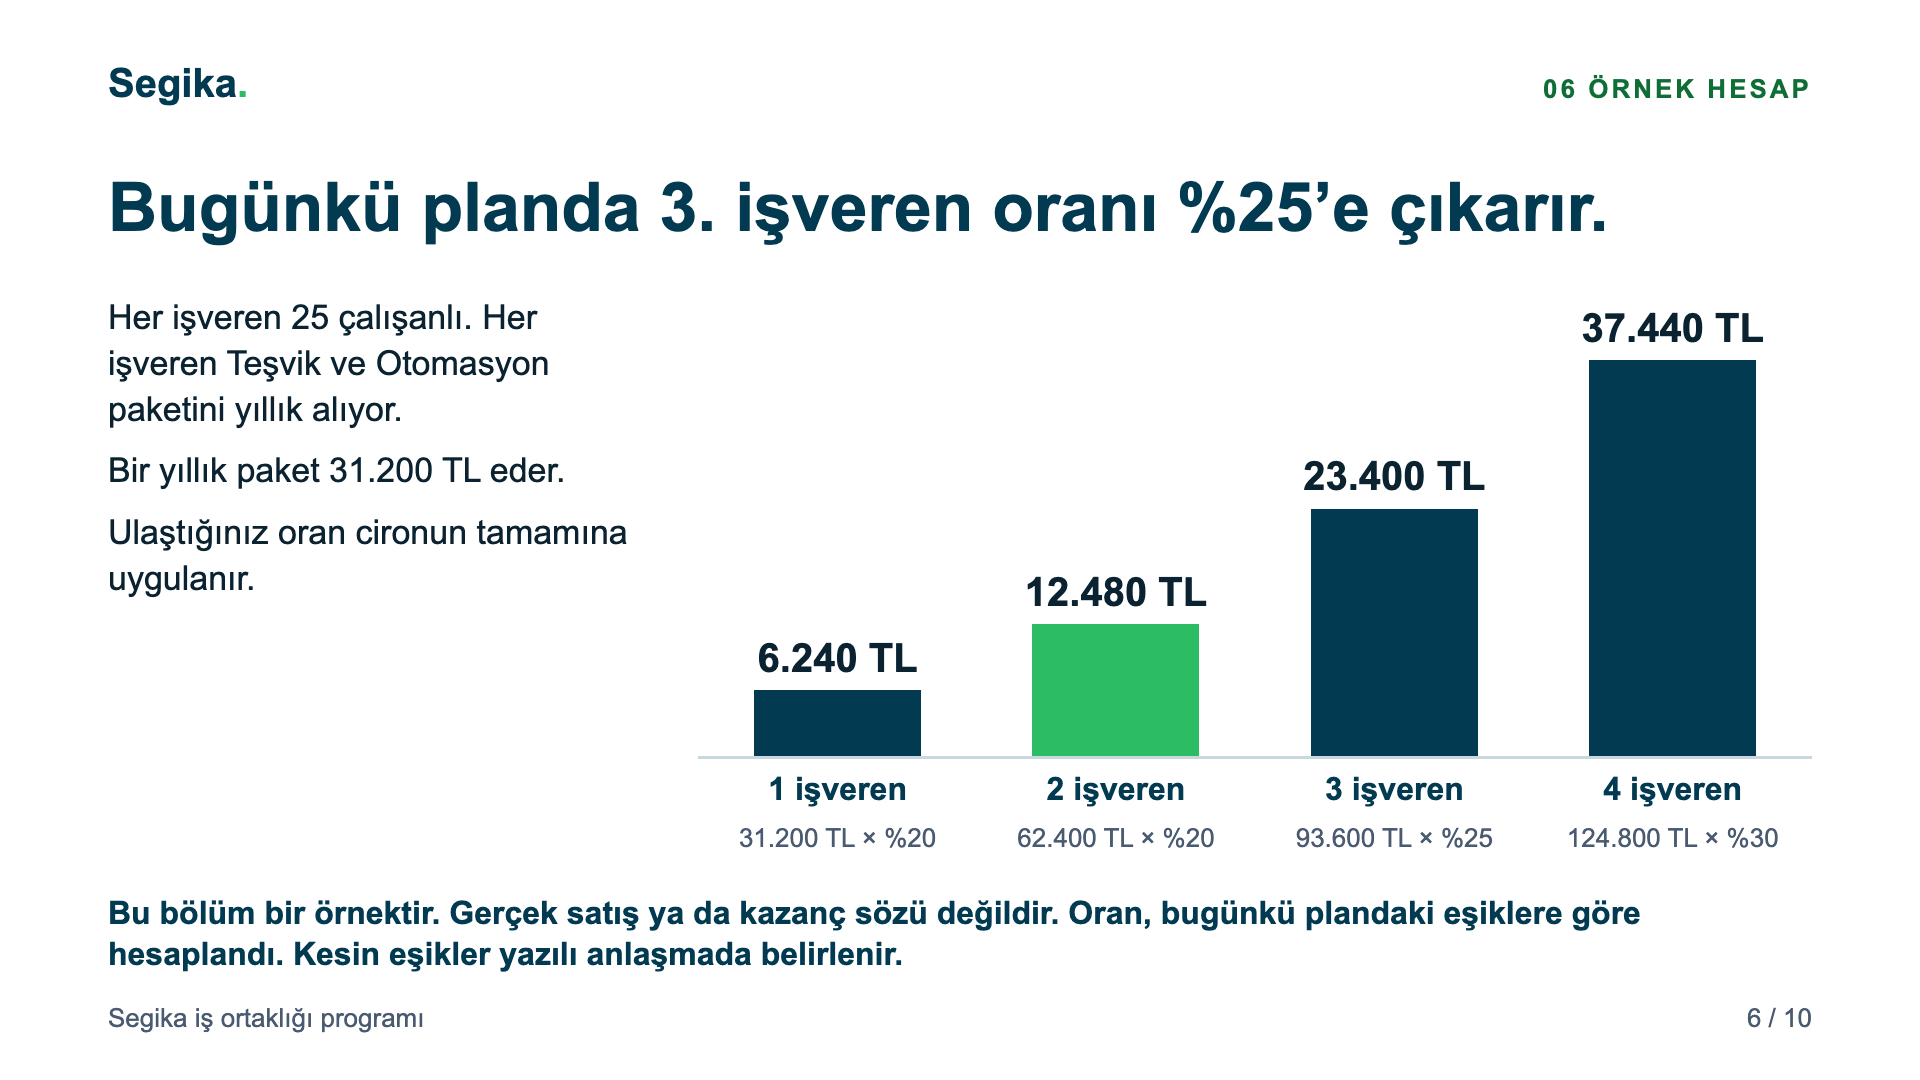 Segika.
06 ÖRNEK HESAP
Bugünkü planda 3. işveren oranı %25’e çıkarır.
Her işveren 25 çalışanlı. Her
işveren Teşvik ve Otomasyon
paketini yıllık alıyor.
Bir yıllık paket 31.200 TL eder.
Ulaştığınız oran cironun tamamına
uygulanır.
6.240 TL
12.480 TL
23.400 TL
37.440 TL
1 işveren
2 işveren
3 işveren
4 işveren
31.200 TL × %20
62.400 TL × %20
93.600 TL × %25
124.800 TL × %30
Bu bölüm bir örnektir. Gerçek satış ya da kazanç sözü değildir. Oran, bugünkü plandaki eşiklere göre
hesaplandı. Kesin eşikler yazılı anlaşmada belirlenir.
Segika iş ortaklığı programı
6 / 10